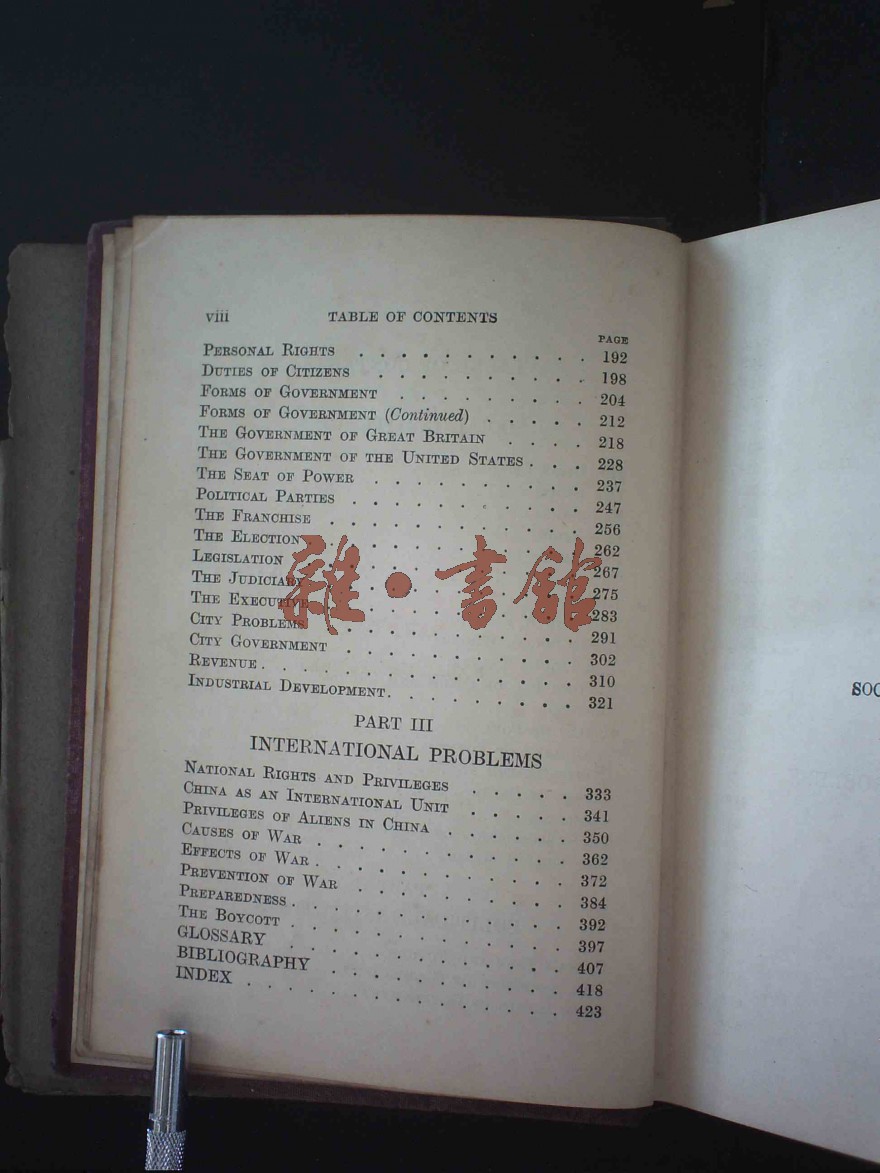 viii TABLE OF CONTENTS
PAGE
PERSONAL RIGHTS . . . . . . . . . . . 192
DUTIES OF CITIZENS . . . . . . . . . . 198
FORMS OF GOVERNMENT . . . . . . . . . 204
FORMS OF GOVERNMENT (Continued) . . . . . 212
THE GOVERNMENT OF GREAT BRITAIN . . . . 218
THE GOVERNMENT OF THE UNITED STATES . . . 228
THE SEAT OF POWER . . . . . . . . . . 237
POLITICAL PARTIES . . . . . . . . . . . 247
THE FRANCHISE . . . . . . . . . . . . 256
THE ELECTION . . . . . . . . . . . . . 262
LEGISLATION . . . . . . . . . . . . . 267
THE JUDICIARY . . . . . . . . . . . . 275
THE EXECUTIVE . . . . . . . . . . . . 283
CITY PROBLEMS . . . . . . . . . . . . 291
CITY GOVERNMENT . . . . . . . . . . . 302
REVENUE . . . . . . . . . . . . . . . 310
INDUSTRIAL DEVELOPMENT . . . . . . . . . 321
雜·書館
PART III
INTERNATIONAL PROBLEMS
NATIONAL RIGHTS AND PRIVILEGES . . . . . 333
CHINA AS AN INTERNATIONAL UNIT . . . . . 341
PRIVILEGES OF ALIENS IN CHINA . . . . . . 350
CAUSES OF WAR . . . . . . . . . . . . 362
EFFECTS OF WAR . . . . . . . . . . . . 372
PREVENTION OF WAR . . . . . . . . . . 384
PREPAREDNESS . . . . . . . . . . . . . 392
THE BOYCOTT . . . . . . . . . . . . . 397
GLOSSARY . . . . . . . . . . . . . . 407
BIBLIOGRAPHY . . . . . . . . . . . . 418
INDEX . . . . . . . . . . . . . . . 423